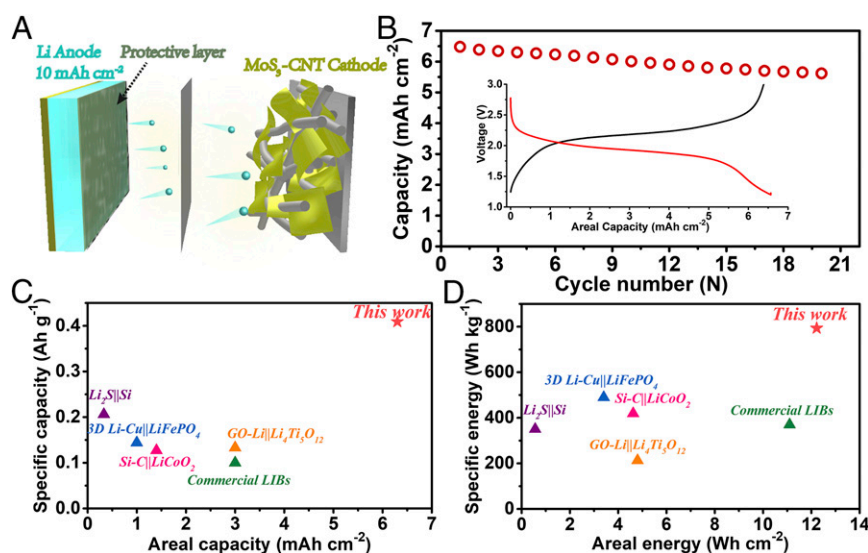 A
Li Anode
10 mAh cm⁻²
Protective layer
MoS₃-CNT Cathode
B
Capacity (mAh cm⁻²)
6
6
5
4
3
2
1
0
0
3
6
9
12
15
18
21
Cycle number (N)
Voltage (V)
3.0
2.5
2.0
1.5
1.0
0
1
2
3
4
5
6
7
Areal Capacity (mAh cm⁻²)
C
Specific capacity (Ah g⁻¹)
0.4
0.3
0.2
0.1
0.0
0
1
2
3
4
5
6
7
Areal capacity (mAh cm⁻²)
This work
Li₂S||Si
3D Li-Cu||LiFePO₄
Si-C||LiCoO₂
GO-Li||Li₄Ti₅O₁₂
Commercial LIBs
D
Specific energy (Wh kg⁻¹)
1000
800
600
400
200
0
0
2
4
6
8
10
12
14
Areal energy (Wh cm⁻²)
This work
3D Li-Cu||LiFePO₄
Si-C||LiCoO₂
Li₂S||Si
Commercial LIBs
GO-Li||Li₄Ti₅O₁₂